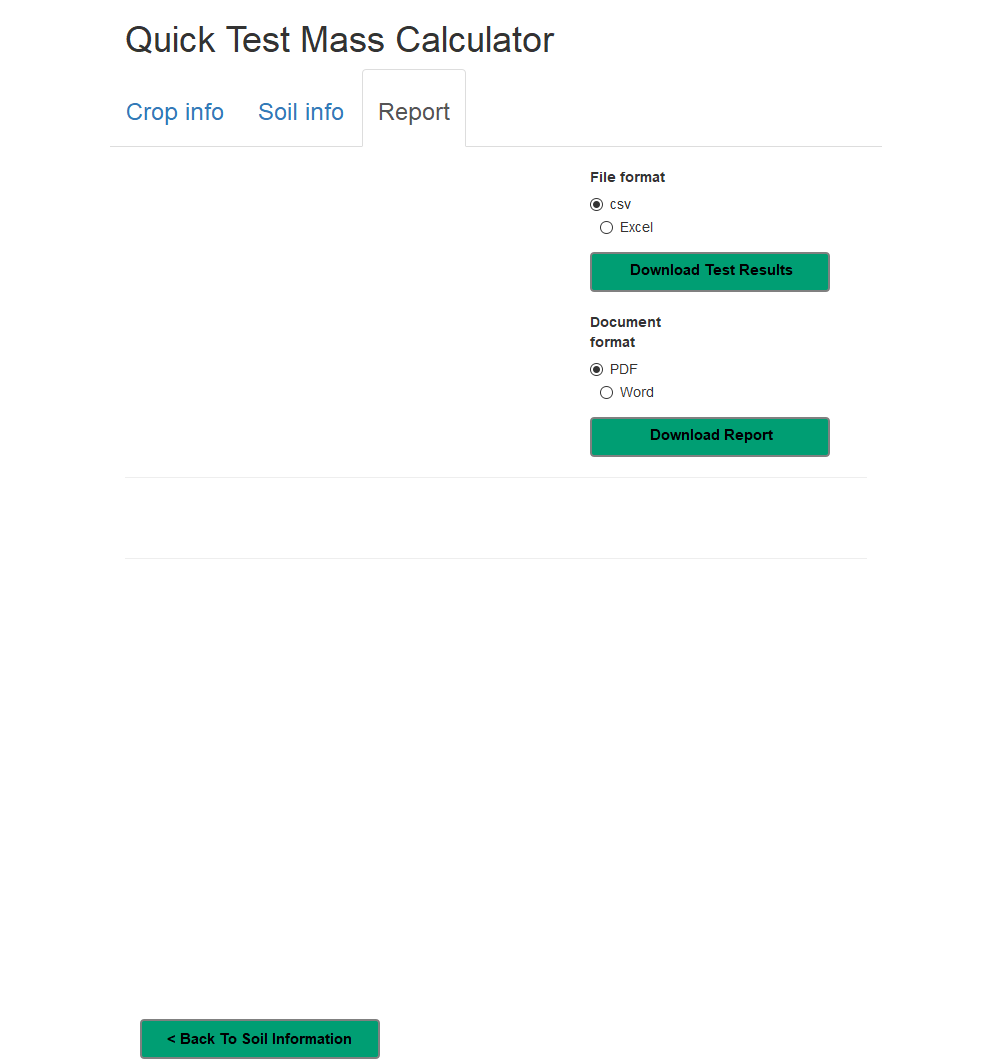 Quick Test Mass Calculator
Crop info Soil info Report
File format
csv
Excel
Download Test Results
Document
format
PDF
Word
Download Report
< Back To Soil Information